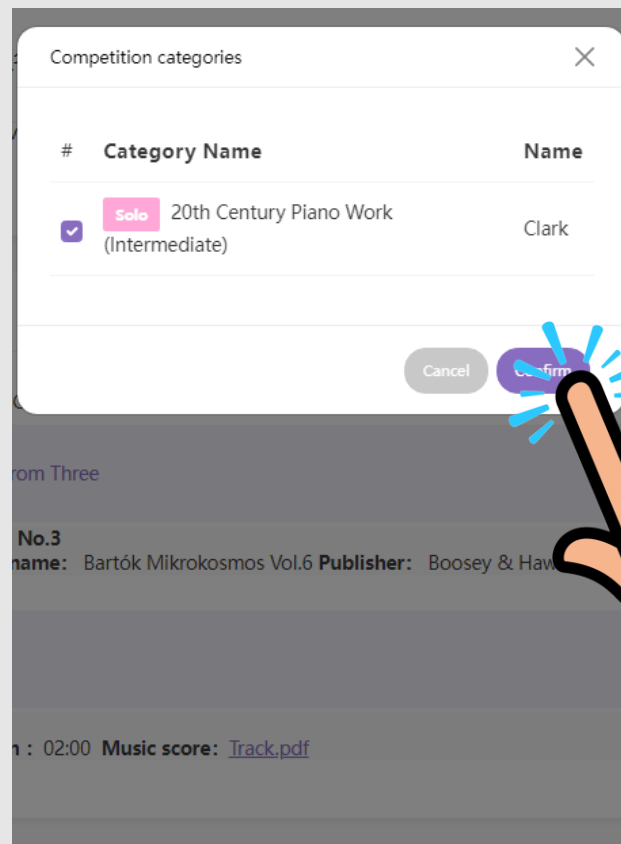 Competition categories
# Category Name Name
Solo 20th Century Piano Work
(Intermediate)
Clark
Cancel Confirm
rom Three
No.3
name: Bartók Mikrokosmos Vol.6 Publisher: Boosey & Haw
: 02:00 Music score: Track.pdf